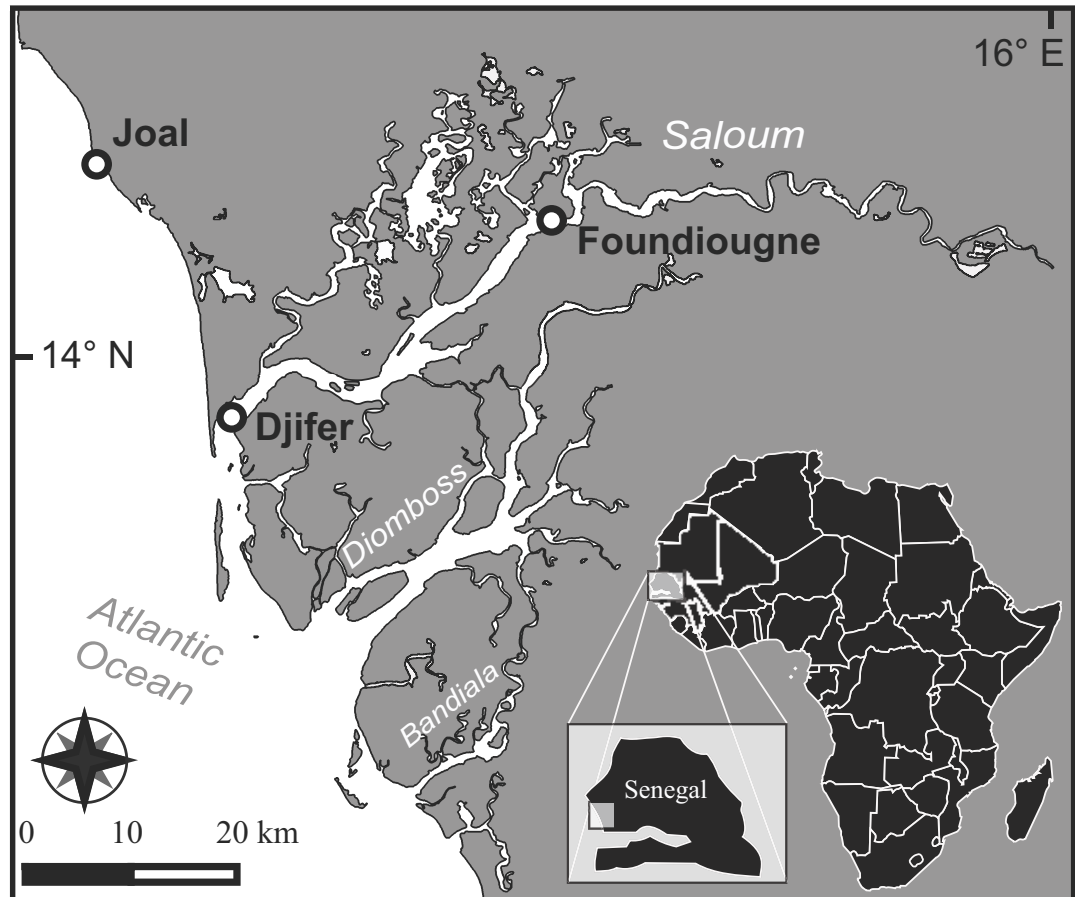 16° E
Joal
Saloum
Foundiougne
14° N
Djifer
Diomboss
Atlantic
Ocean
Bandiala
Senegal
0 10 20 km